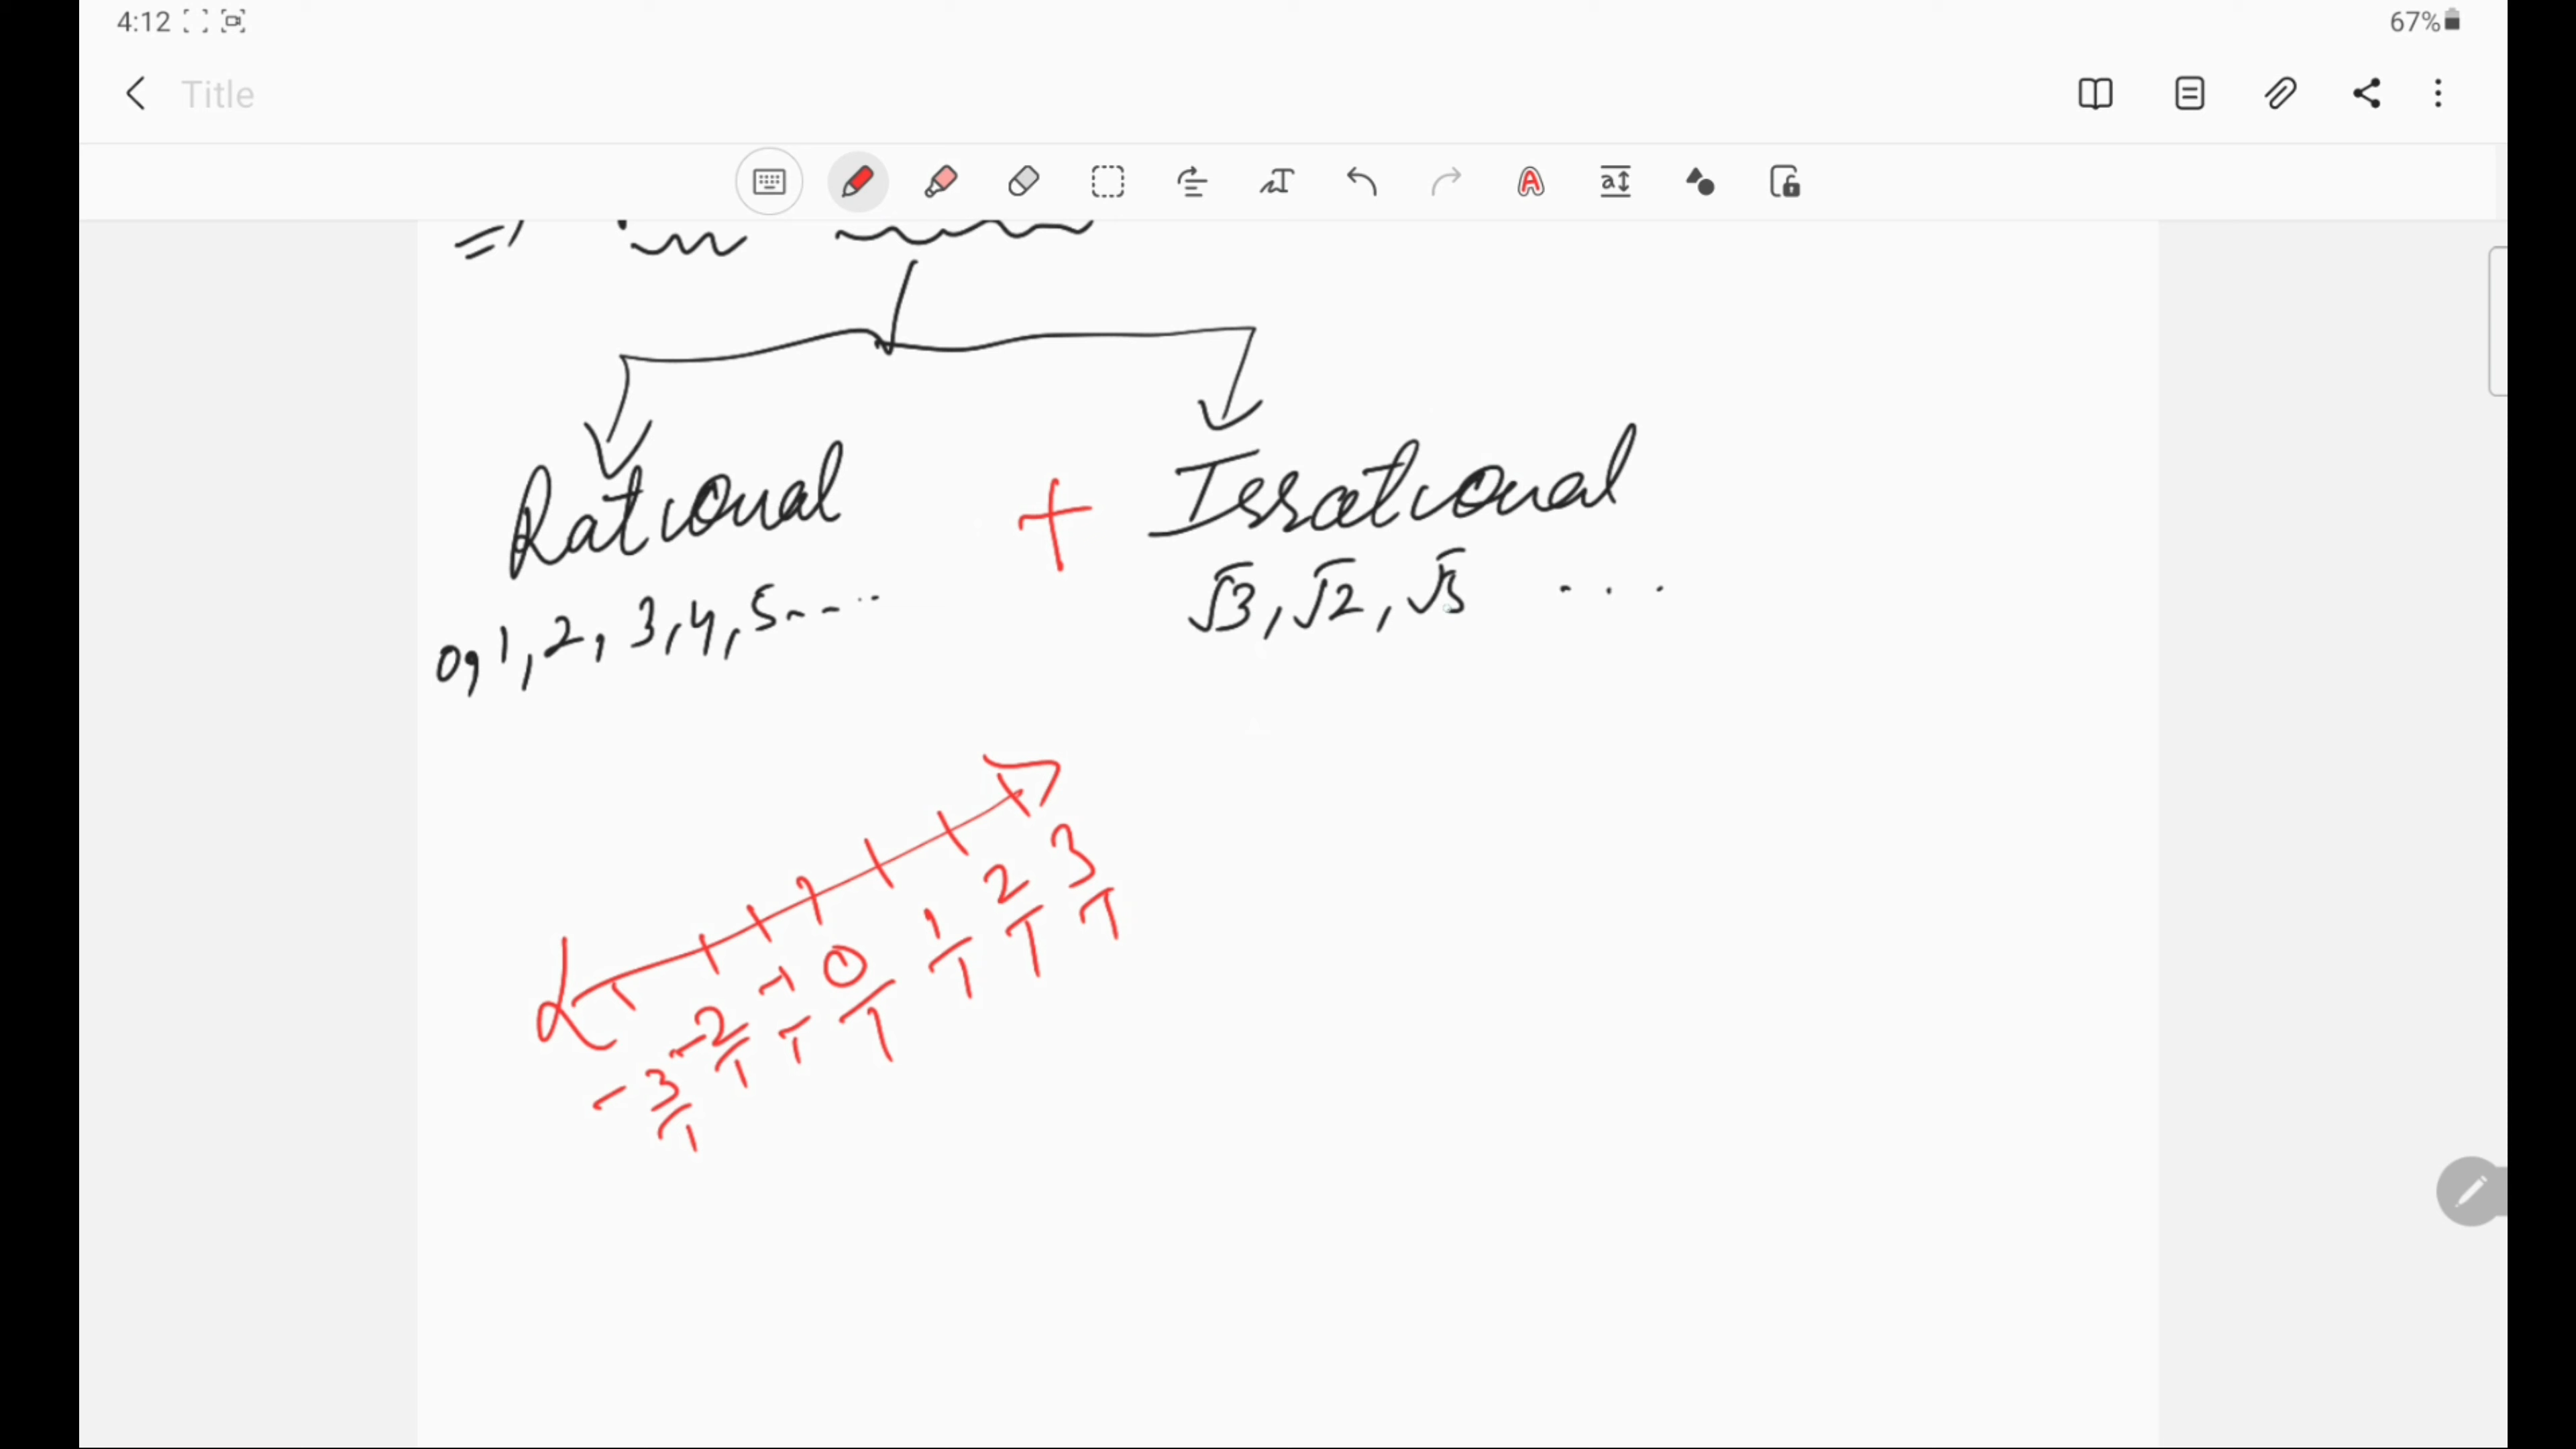 4:12
67%
Title
=)
Rational + Irrational
0, 1, 2, 3, 4, 5 - - ...
√3, √2, √5 ...
-3/1 -2/1 -1/1 0/1 1/1 2/1 3/1